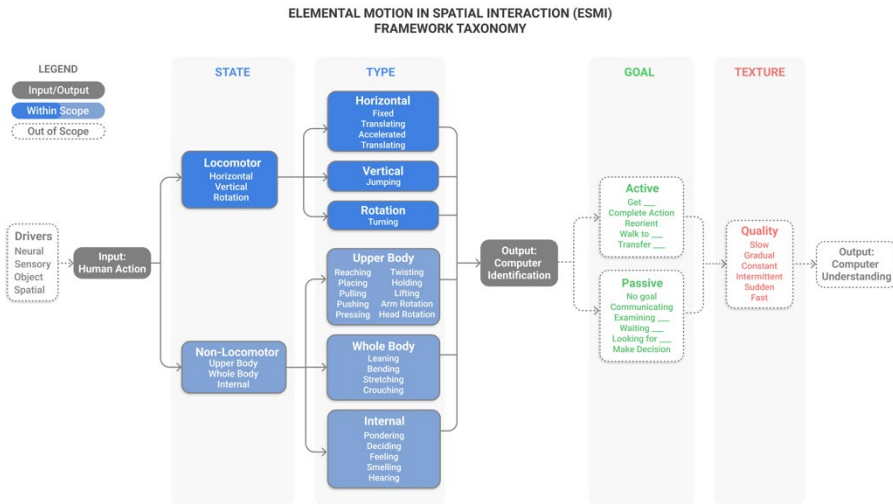 ELEMENTAL MOTION IN SPATIAL INTERACTION (ESMI)
FRAMEWORK TAXONOMY
LEGEND
Input/Output
Within Scope
Out of Scope
STATE
TYPE
GOAL
TEXTURE
Drivers
Neural
Sensory
Object
Spatial
Input:
Human Action
Locomotor
Horizontal
Vertical
Rotation
Non-Locomotor
Upper Body
Whole Body
Internal
Horizontal
Fixed
Translating
Accelerated
Translating
Vertical
Jumping
Rotation
Turning
Upper Body
Reaching Twisting
Placing Holding
Pulling Lifting
Pushing Arm Rotation
Pressing Head Rotation
Whole Body
Leaning
Bending
Stretching
Crouching
Internal
Pondering
Deciding
Feeling
Smelling
Hearing
Output:
Computer
Identification
Active
Get ___
Complete Action
Reorient
Walk to ___
Transfer ___
Passive
No goal
Communicating
Examining ___
Waiting ___
Looking for ___
Make Decision
Quality
Slow
Gradual
Constant
Intermittent
Sudden
Fast
Output: Computer
Understanding